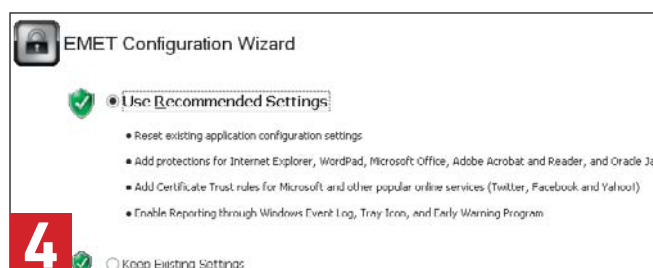 EMET Configuration Wizard
Use Recommended Settings
• Reset existing application configuration settings
• Add protections for Internet Explorer, WordPad, Microsoft Office, Adobe Acrobat and Reader, and Oracle Ja
• Add Certificate Trust rules for Microsoft and other popular online services (Twitter, Facebook and Yahoo!)
• Enable Reporting through Windows Event Log, Tray Icon, and Early Warning Program
4
Keep Existing Settings